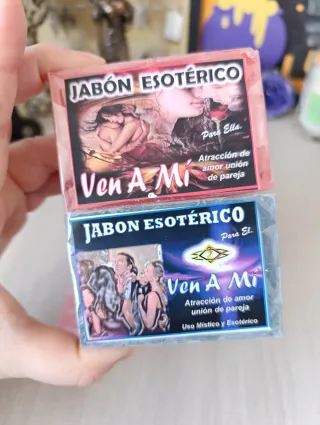 JABÓN ESOTÉRICO
Para Ella.
Atracción de
amor unión
de pareja
Ven A Mí
JABON ESOTÉRICO
Para El.
Ven A Mí
Atracción de amor
unión de pareja
Uso Místico y Esotérico